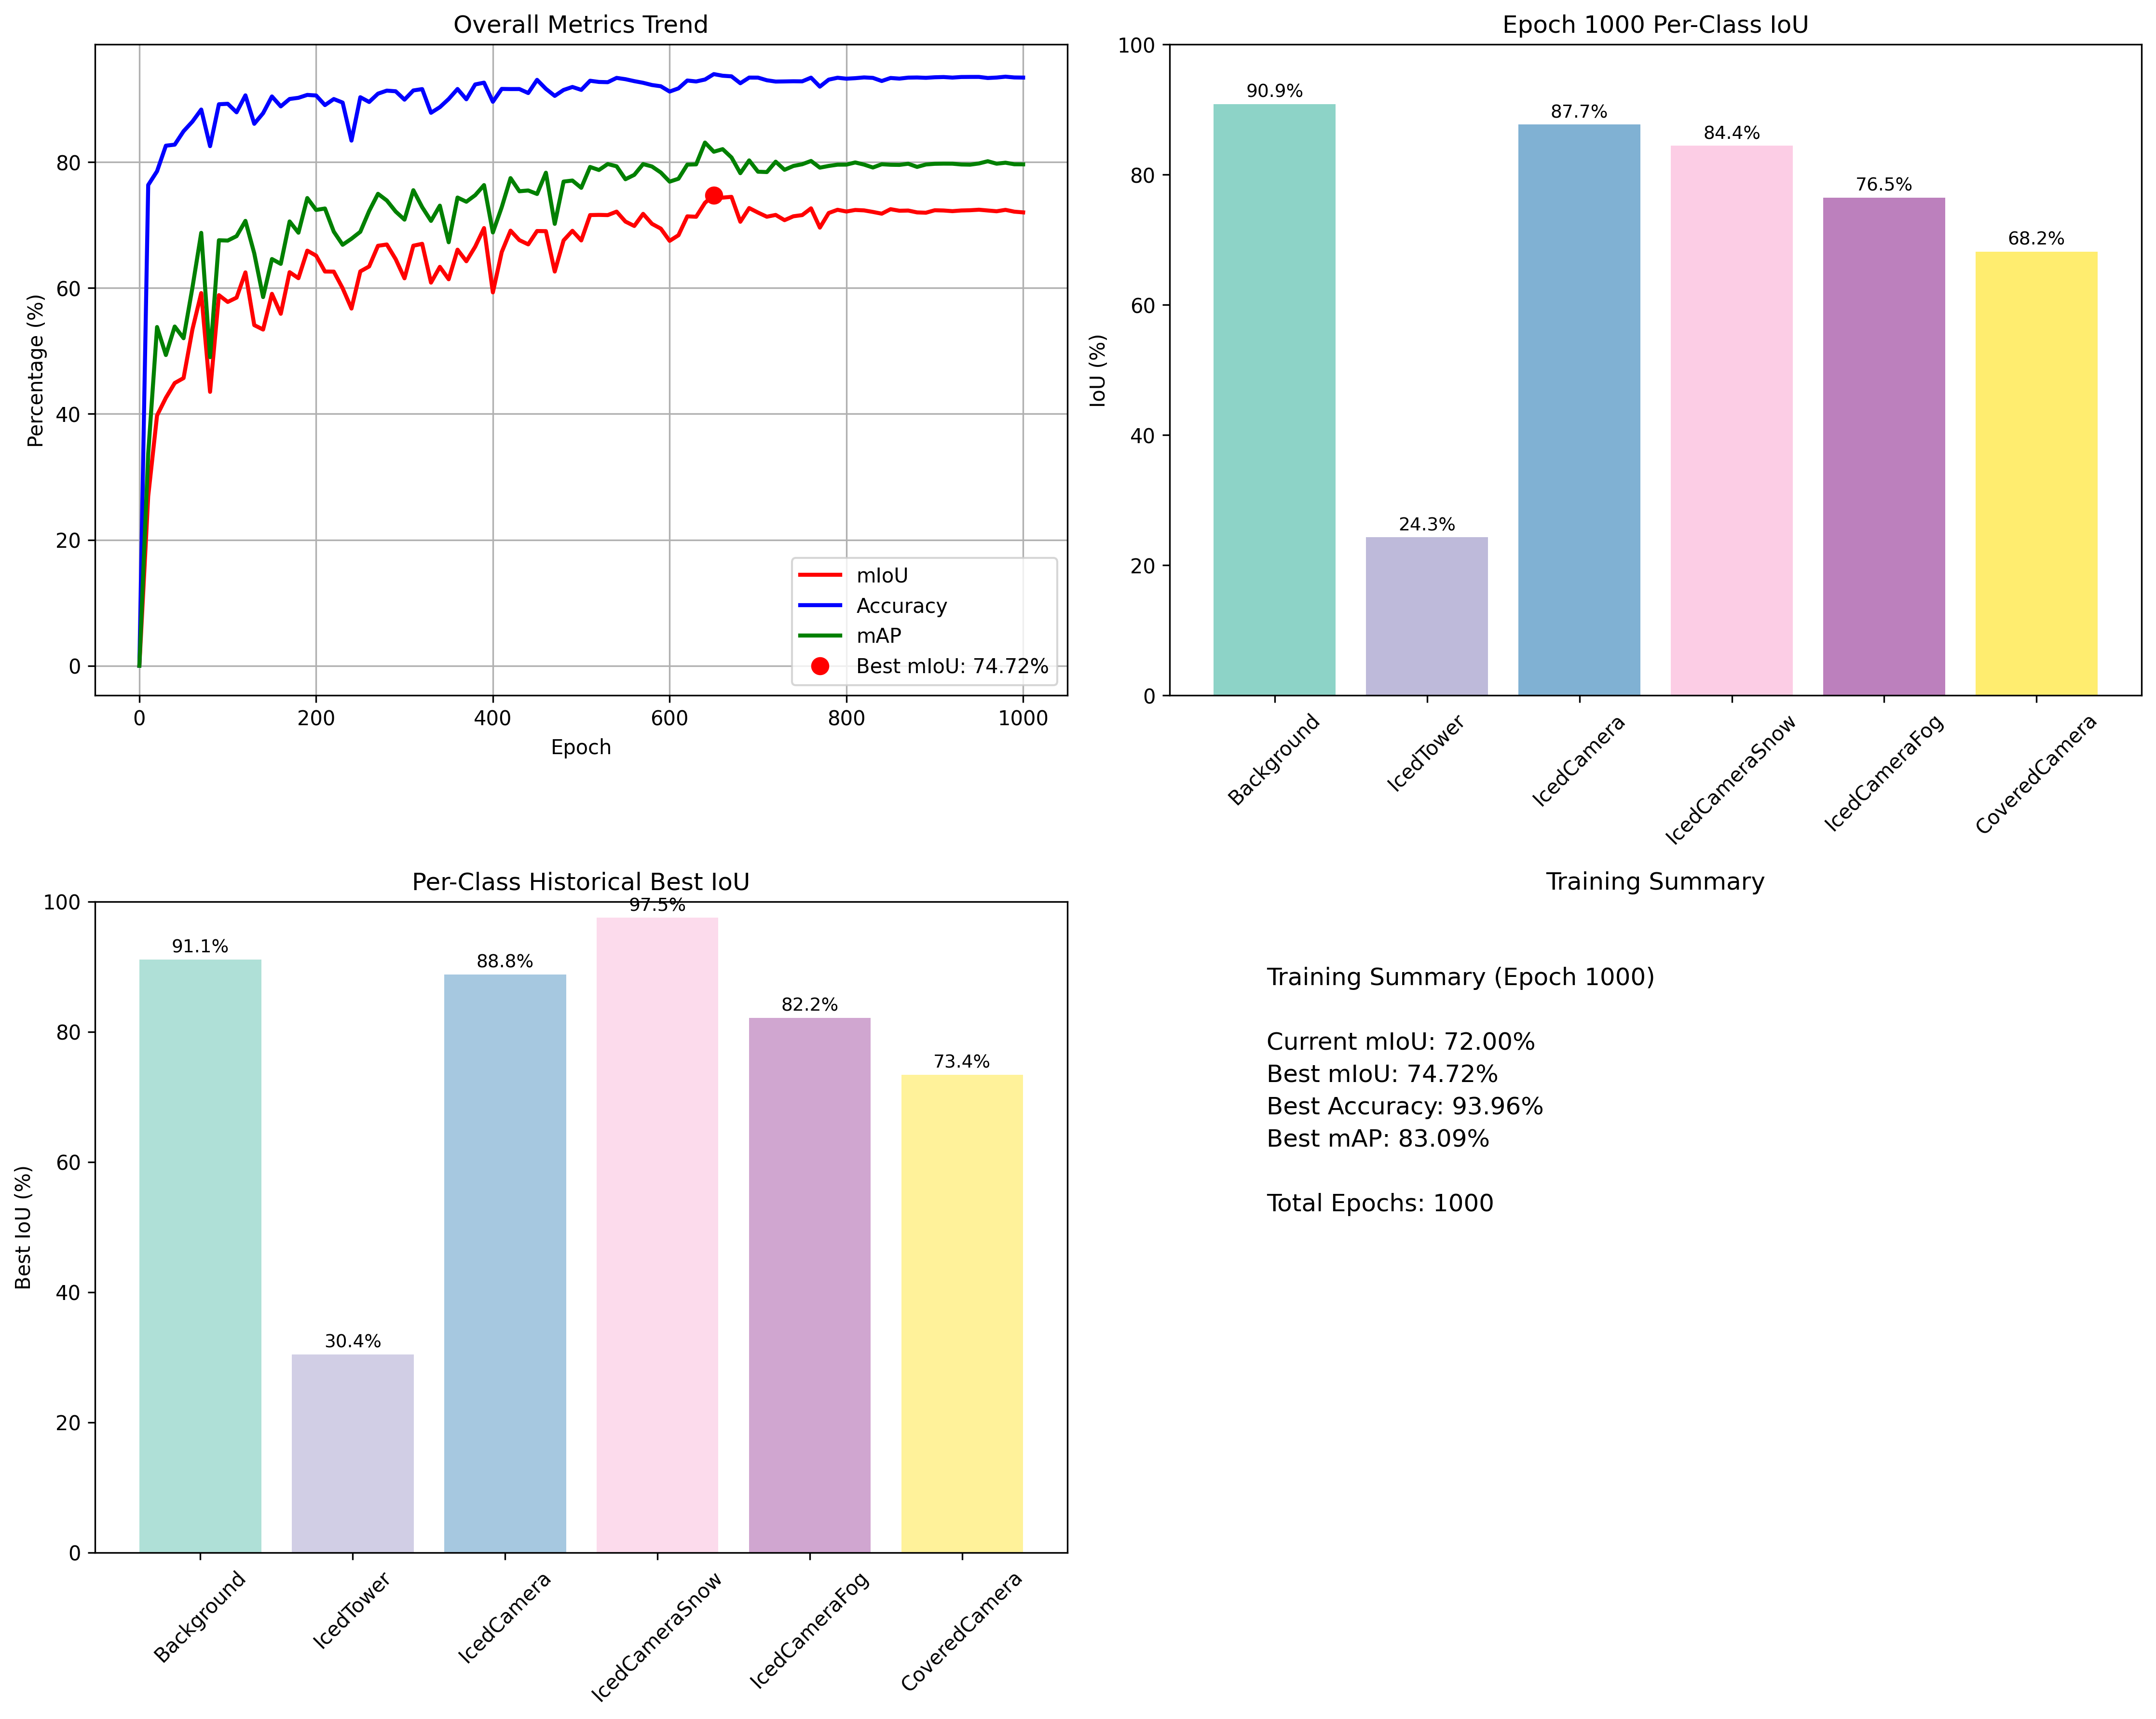 Overall Metrics Trend
Percentage (%)
80
60
40
20
0
0 200 400 600 800 1000
Epoch
mIoU
Accuracy
mAP
Best mIoU: 74.72%
Epoch 1000 Per-Class IoU
IoU (%)
100
80
60
40
20
0
90.9%
24.3%
87.7%
84.4%
76.5%
68.2%
Background
IcedTower
IcedCamera
IcedCameraSnow
IcedCameraFog
CoveredCamera
Per-Class Historical Best IoU
Best IoU (%)
100
80
60
40
20
0
91.1%
30.4%
88.8%
97.5%
82.2%
73.4%
Background
IcedTower
IcedCamera
IcedCameraSnow
IcedCameraFog
CoveredCamera
Training Summary
Training Summary (Epoch 1000)
Current mIoU: 72.00%
Best mIoU: 74.72%
Best Accuracy: 93.96%
Best mAP: 83.09%
Total Epochs: 1000